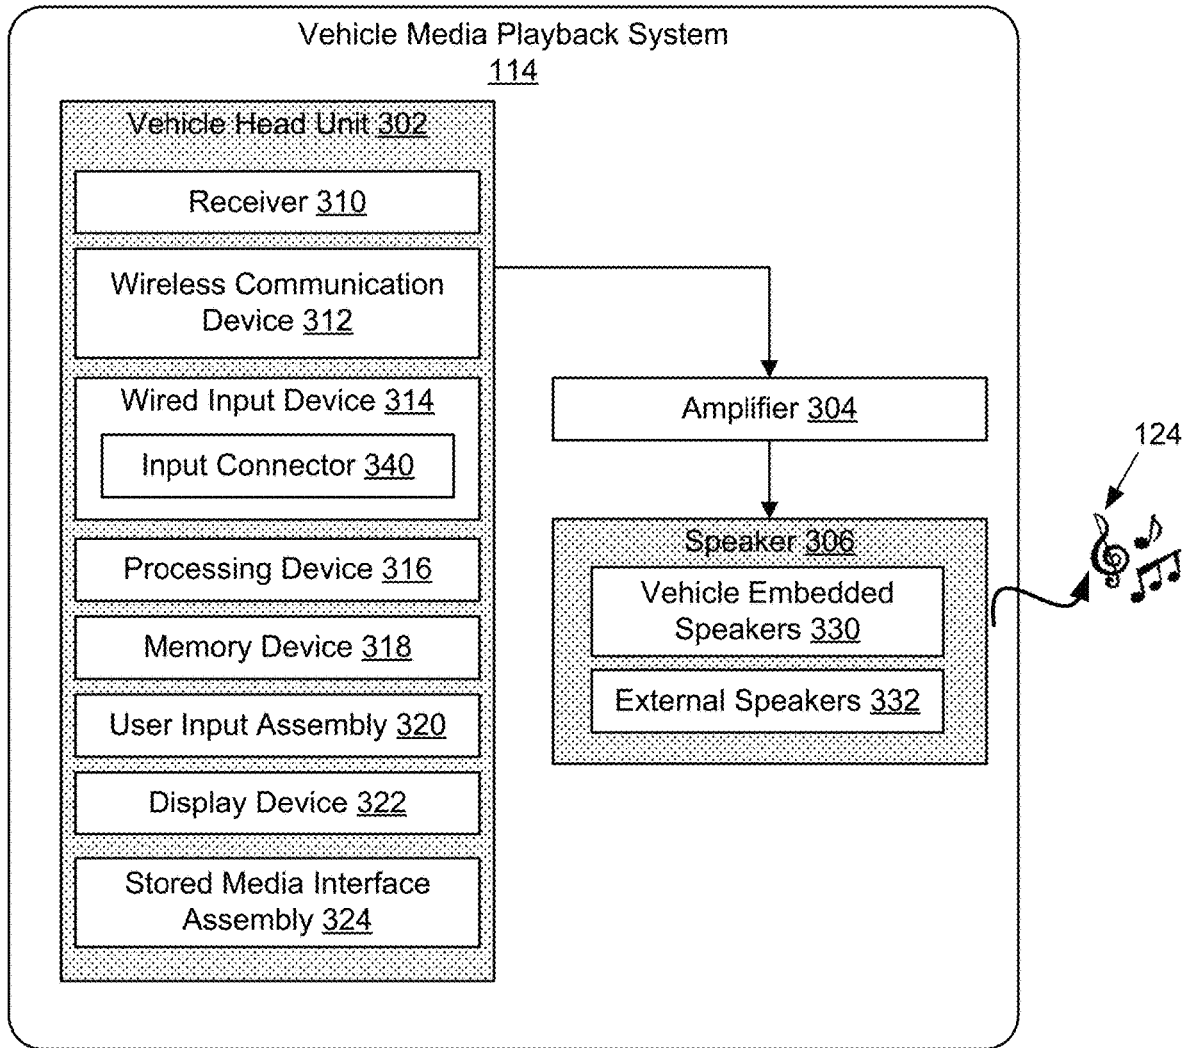 Vehicle Media Playback System
114
Vehicle Head Unit 302
Receiver 310
Wireless Communication
Device 312
Wired Input Device 314
Input Connector 340
Processing Device 316
Memory Device 318
User Input Assembly 320
Display Device 322
Stored Media Interface
Assembly 324
Amplifier 304
Speaker 306
Vehicle Embedded
Speakers 330
External Speakers 332
124